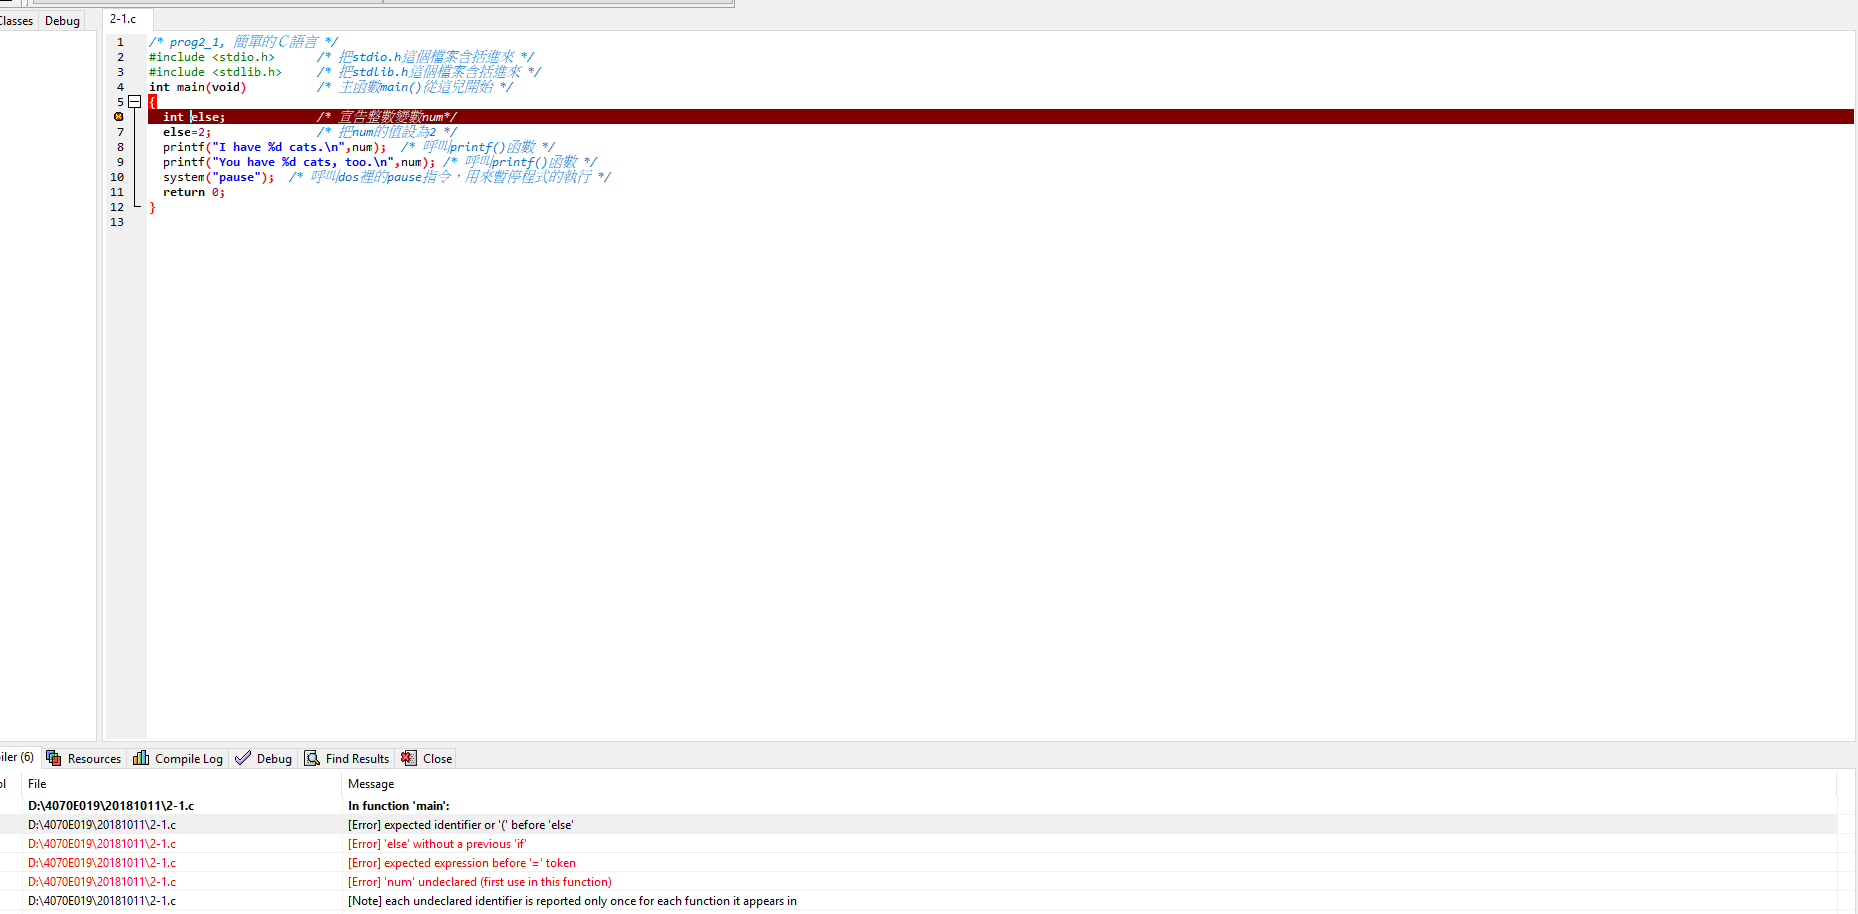 Classes Debug 2-1.c
1 /* prog2_1, 簡單的Ｃ語言 */
2 #include <stdio.h> /* 把stdio.h這個檔案含括進來 */
3 #include <stdlib.h> /* 把stdlib.h這個檔案含括進來 */
4 int main(void) /* 主函數main()從這兒開始 */
5 {
int else; /* 宣告整數變數num*/
7 else=2; /* 把num的值設為2 */
8 printf("I have %d cats.\n",num); /* 呼叫printf()函數 */
9 printf("You have %d cats, too.\n",num); /* 呼叫printf()函數 */
10 system("pause"); /* 呼叫dos裡的pause指令，用來暫停程式的執行 */
11 return 0;
12 }
13
iler (6) Resources Compile Log Debug Find Results Close
ol File Message
D:\4070E019\20181011\2-1.c In function 'main':
D:\4070E019\20181011\2-1.c [Error] expected identifier or '(' before 'else'
D:\4070E019\20181011\2-1.c [Error] 'else' without a previous 'if'
D:\4070E019\20181011\2-1.c [Error] expected expression before '=' token
D:\4070E019\20181011\2-1.c [Error] 'num' undeclared (first use in this function)
D:\4070E019\20181011\2-1.c [Note] each undeclared identifier is reported only once for each function it appears in